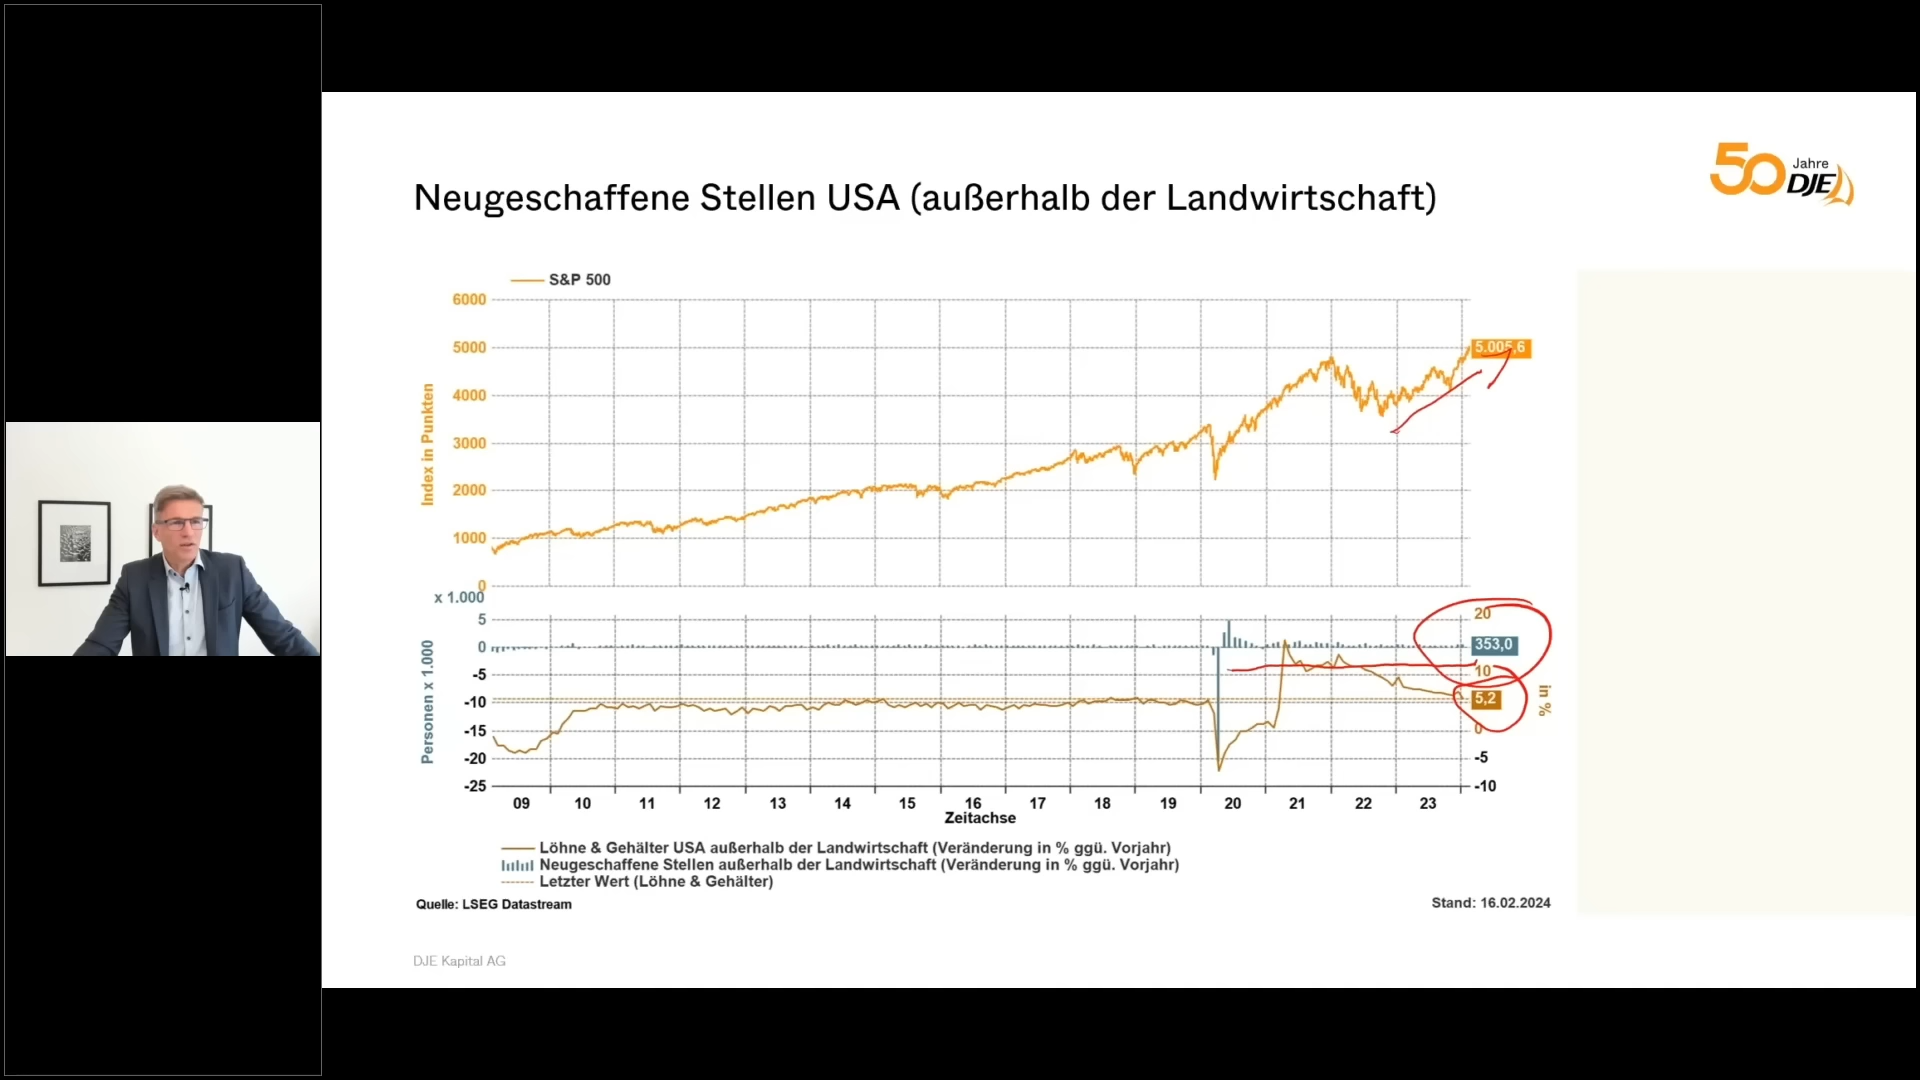 50 Jahre DJE
Neugeschaffene Stellen USA (außerhalb der Landwirtschaft)
S&P 500
6000
5000
4000
3000
2000
1000
0
Index in Punkten
5.005,6
x 1.000
5
0
-5
-10
-15
-20
-25
Personen x 1.000
20
353,0
10
5,2
0
-5
-10
in %
09 10 11 12 13 14 15 16 17 18 19 20 21 22 23
Zeitachse
Löhne & Gehälter USA außerhalb der Landwirtschaft (Veränderung in % ggü. Vorjahr)
Neugeschaffene Stellen außerhalb der Landwirtschaft (Veränderung in % ggü. Vorjahr)
Letzter Wert (Löhne & Gehälter)
Quelle: LSEG Datastream
Stand: 16.02.2024
DJE Kapital AG